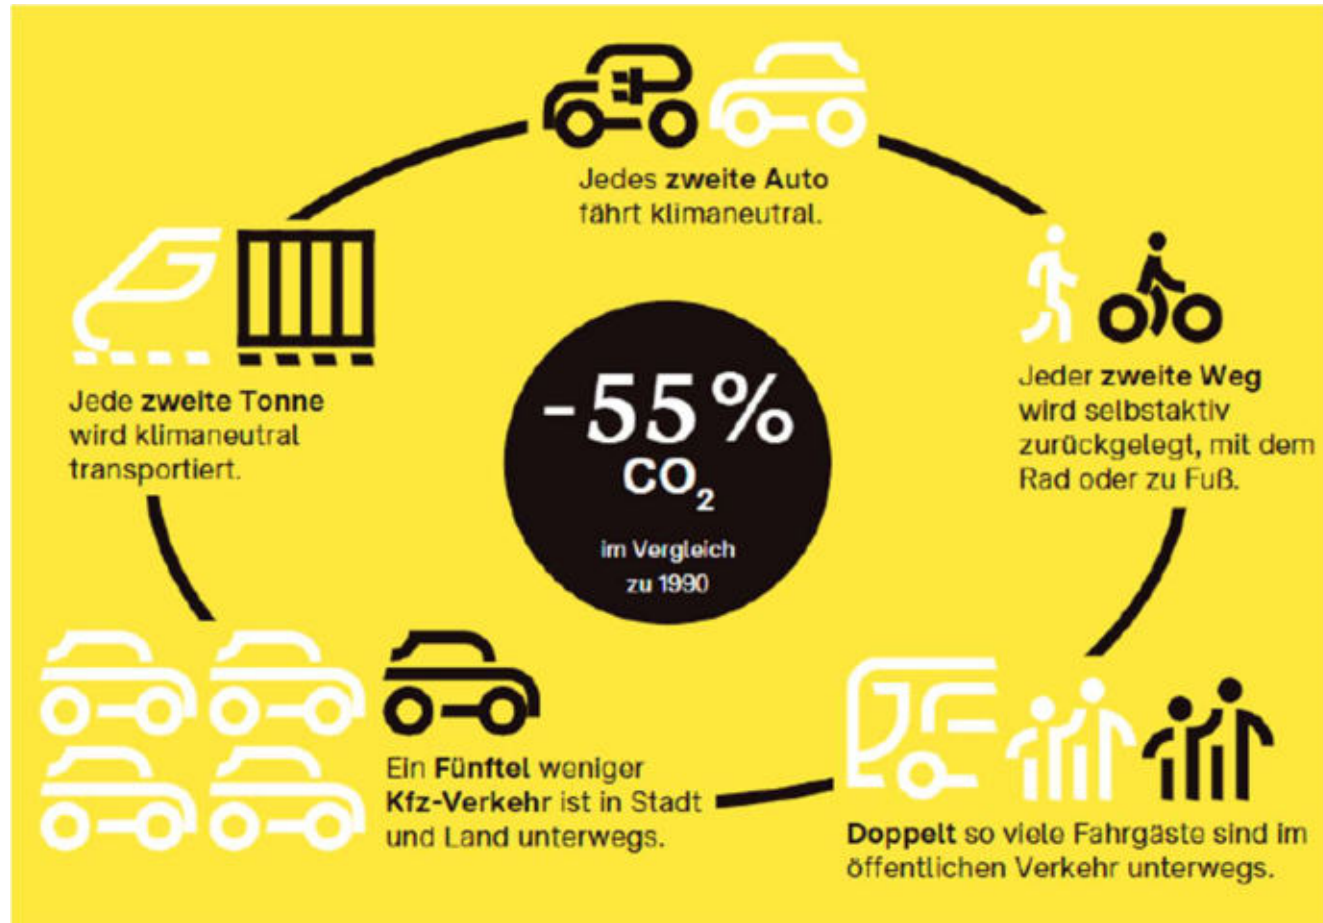 Jedes zweite Auto
fährt klimaneutral.
Jeder zweite Weg
wird selbstaktiv
zurückgelegt, mit dem
Rad oder zu Fuß.
Doppelt so viele Fahrgäste sind im
öffentlichen Verkehr unterwegs.
Ein Fünftel weniger
Kfz-Verkehr ist in Stadt
und Land unterwegs.
Jede zweite Tonne
wird klimaneutral
transportiert.
-55%
CO₂
im Vergleich
zu 1990